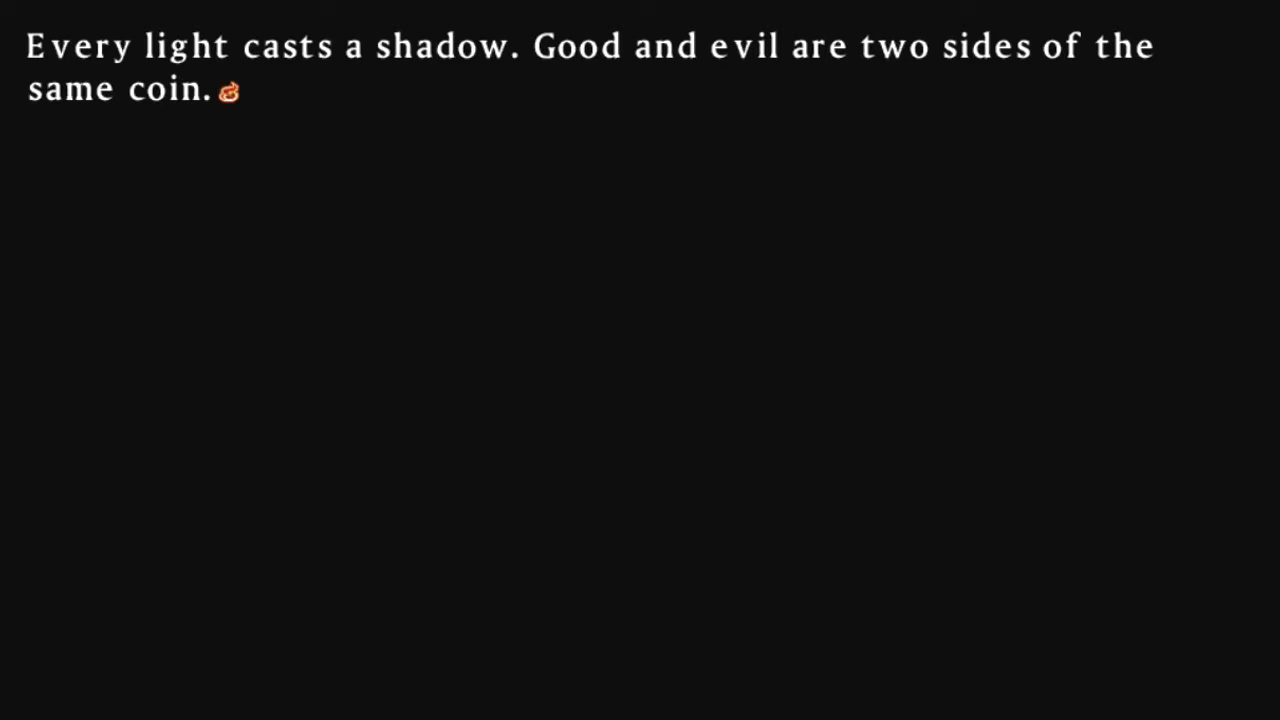 Every light casts a shadow. Good and evil are two sides of the
same coin.